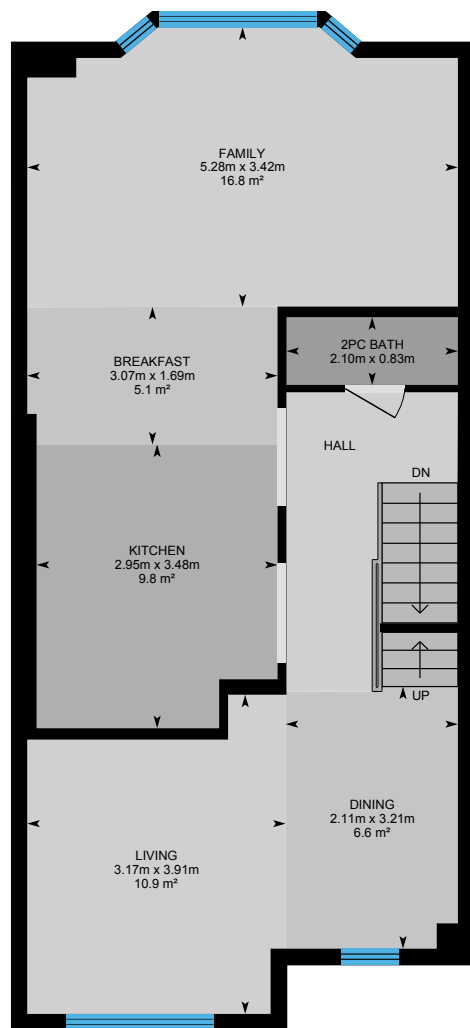 FAMILY
5.28m x 3.42m
16.8 m²
2PC BATH
2.10m x 0.83m
BREAKFAST
3.07m x 1.69m
5.1 m²
HALL
DN
KITCHEN
2.95m x 3.48m
9.8 m²
UP
DINING
2.11m x 3.21m
6.6 m²
LIVING
3.17m x 3.91m
10.9 m²